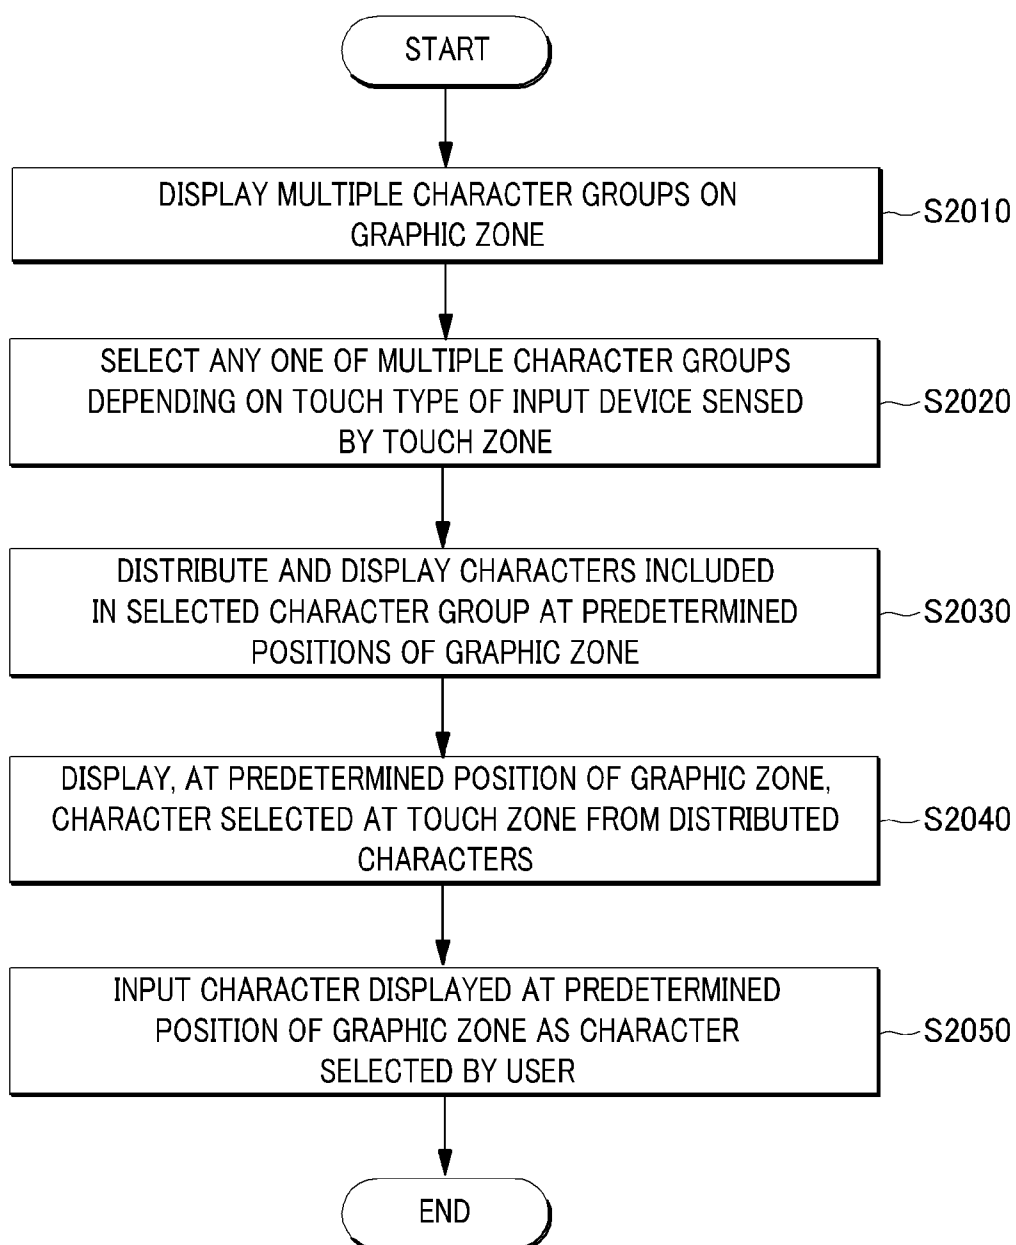 START
DISPLAY MULTIPLE CHARACTER GROUPS ON
GRAPHIC ZONE
S2010
SELECT ANY ONE OF MULTIPLE CHARACTER GROUPS
DEPENDING ON TOUCH TYPE OF INPUT DEVICE SENSED
BY TOUCH ZONE
S2020
DISTRIBUTE AND DISPLAY CHARACTERS INCLUDED
IN SELECTED CHARACTER GROUP AT PREDETERMINED
POSITIONS OF GRAPHIC ZONE
S2030
DISPLAY, AT PREDETERMINED POSITION OF GRAPHIC ZONE,
CHARACTER SELECTED AT TOUCH ZONE FROM DISTRIBUTED
CHARACTERS
S2040
INPUT CHARACTER DISPLAYED AT PREDETERMINED
POSITION OF GRAPHIC ZONE AS CHARACTER
SELECTED BY USER
S2050
END